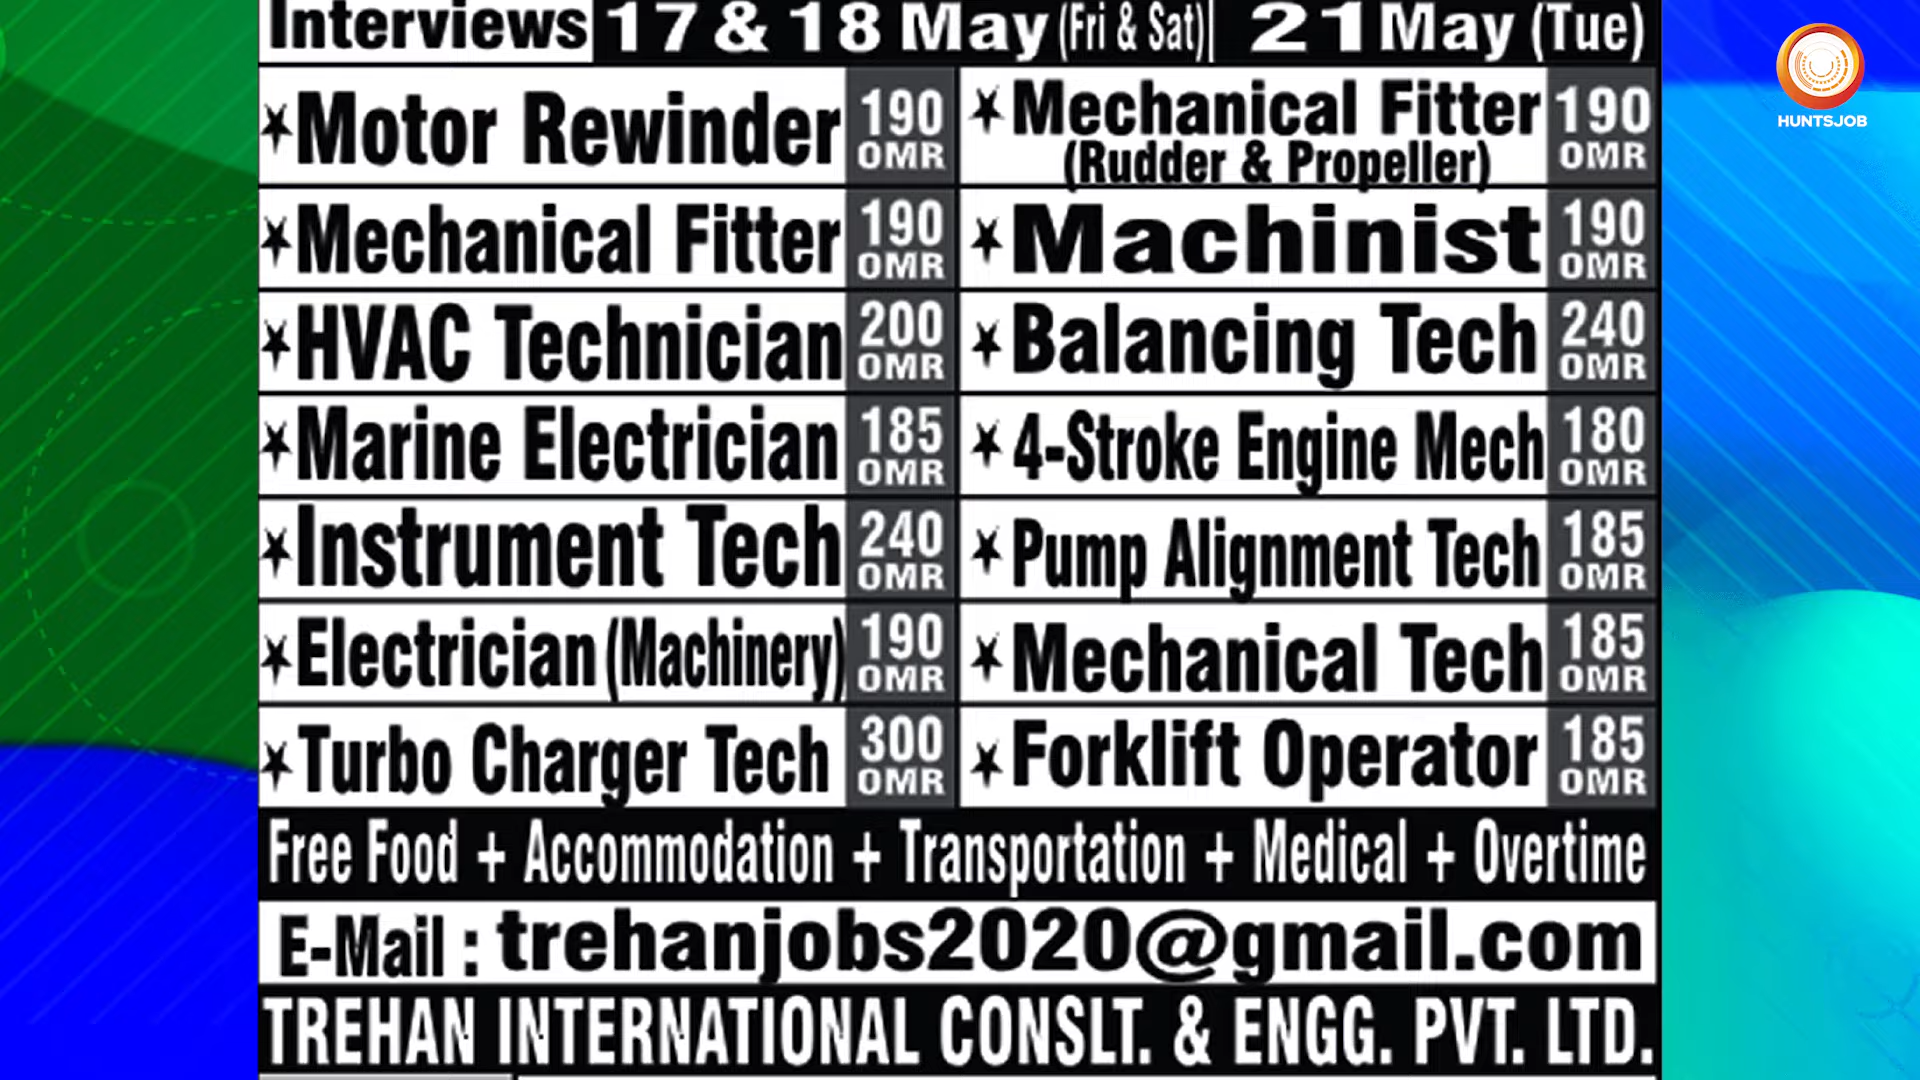 Interviews 17 & 18 May (Fri & Sat) 21 May (Tue)
HUNTSJOB
★Motor Rewinder 190 OMR
★Mechanical Fitter (Rudder & Propeller) 190 OMR
★Mechanical Fitter 190 OMR
★Machinist 190 OMR
★HVAC Technician 200 OMR
★Balancing Tech 240 OMR
★Marine Electrician 185 OMR
★4-Stroke Engine Mech 180 OMR
★Instrument Tech 240 OMR
★Pump Alignment Tech 185 OMR
★Electrician (Machinery) 190 OMR
★Mechanical Tech 185 OMR
★Turbo Charger Tech 300 OMR
★Forklift Operator 185 OMR
Free Food + Accommodation + Transportation + Medical + Overtime
E-Mail : trehanjobs2020@gmail.com
TREHAN INTERNATIONAL CONSLT. & ENGG. PVT. LTD.